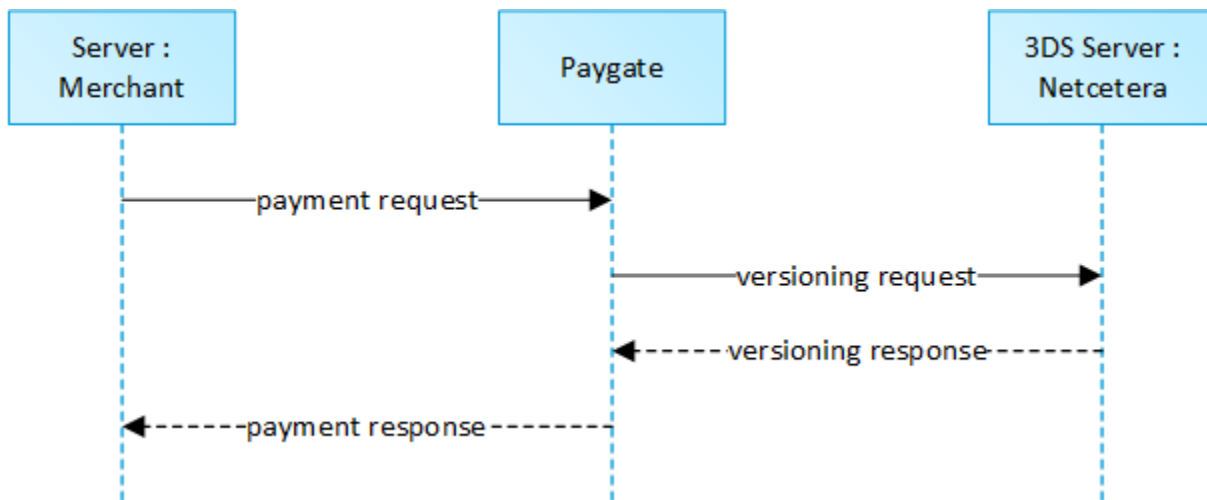 Server :
Merchant
Paygate
3DS Server :
Netcetera
payment request
versioning request
versioning response
payment response